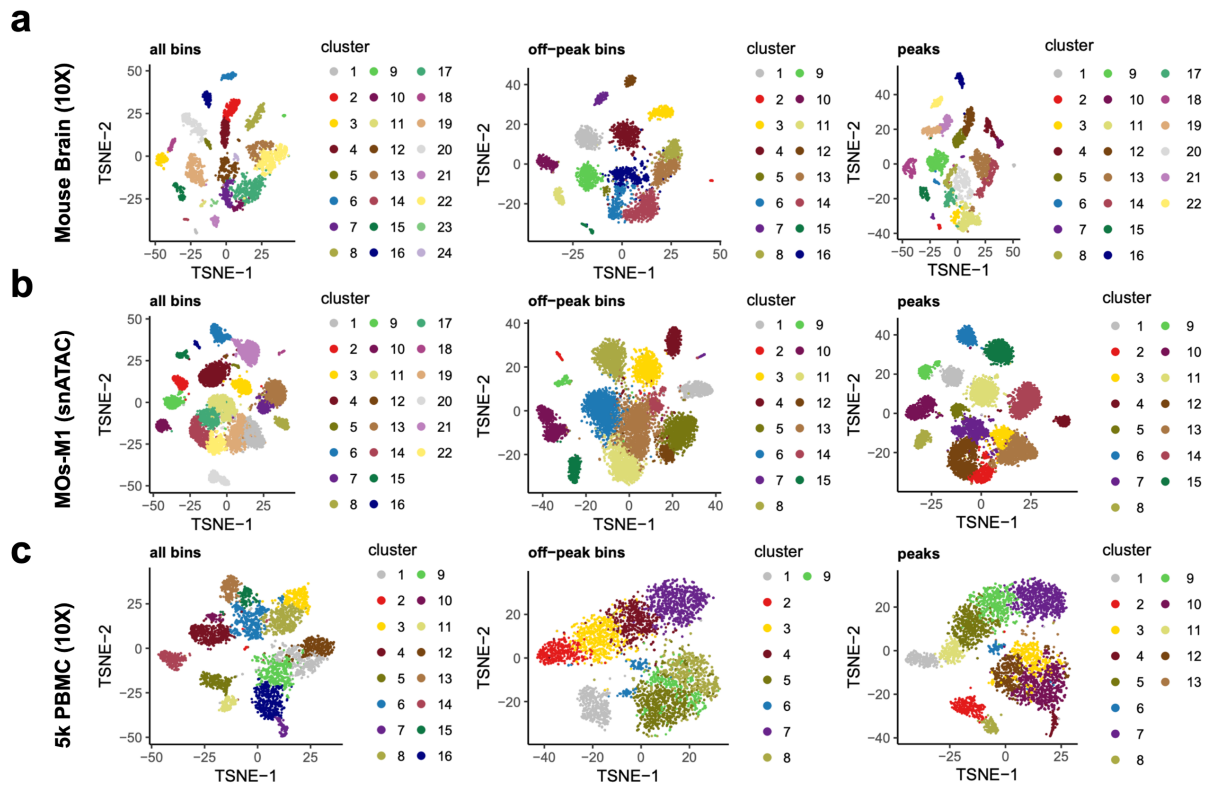 a
Mouse Brain (10X)
all bins
TSNE−2
50
25
0
−25
−50 −25 0 25
TSNE−1
cluster
1 9 17
2 10 18
3 11 19
4 12 20
5 13 21
6 14 22
7 15 23
8 16 24
off−peak bins
TSNE−2
40
20
0
−20
−25 0 25 50
TSNE−1
cluster
1 9
2 10
3 11
4 12
5 13
6 14
7 15
8 16
peaks
TSNE−2
40
20
0
−20
−40
−50 −25 0 25 50
TSNE−1
cluster
1 9 17
2 10 18
3 11 19
4 12 20
5 13 21
6 14 22
7 15
8 16
b
MOs-M1 (snATAC)
all bins
TSNE−2
50
25
0
−25
−50
−50 −25 0 25
TSNE−1
cluster
1 9 17
2 10 18
3 11 19
4 12 20
5 13 21
6 14 22
7 15
8 16
off−peak bins
TSNE−2
40
20
0
−20
−40 −20 0 20 40
TSNE−1
cluster
1 9
2 10
3 11
4 12
5 13
6 14
7 15
8
peaks
TSNE−2
40
20
0
−20
−25 0 25
TSNE−1
cluster
1 9
2 10
3 11
4 12
5 13
6 14
7 15
8
c
5k PBMC (10X)
all bins
TSNE−2
25
0
−25
−50
−50 −25 0 25
TSNE−1
cluster
1 9
2 10
3 11
4 12
5 13
6 14
7 15
8 16
off−peak bins
TSNE−2
20
0
−20
−40 −20 0 20
TSNE−1
cluster
1 9
2
3
4
5
6
7
8
peaks
TSNE−2
20
0
−20
−40
−50 −25 0 25
TSNE−1
cluster
1 9
2 10
3 11
4 12
5 13
6
7
8